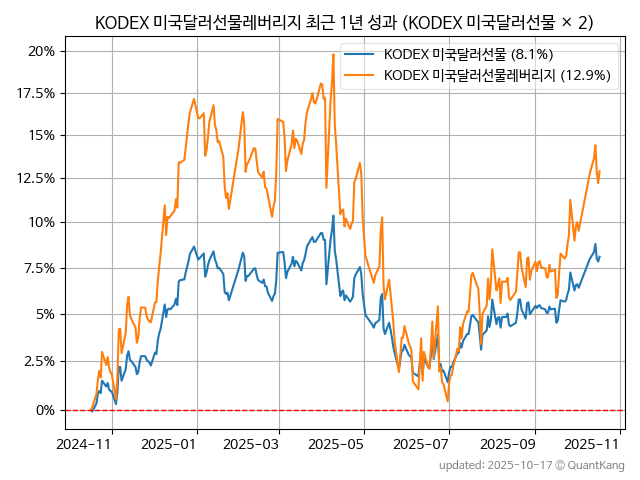 KODEX 미국달러선물레버리지 최근 1년 성과 (KODEX 미국달러선물 × 2)
KODEX 미국달러선물 (8.1%)
KODEX 미국달러선물레버리지 (12.9%)
20%
17.5%
15%
12.5%
10%
7.5%
5%
2.5%
0%
2024-11 2025-01 2025-03 2025-05 2025-07 2025-09 2025-11
updated: 2025-10-17 © QuantKang